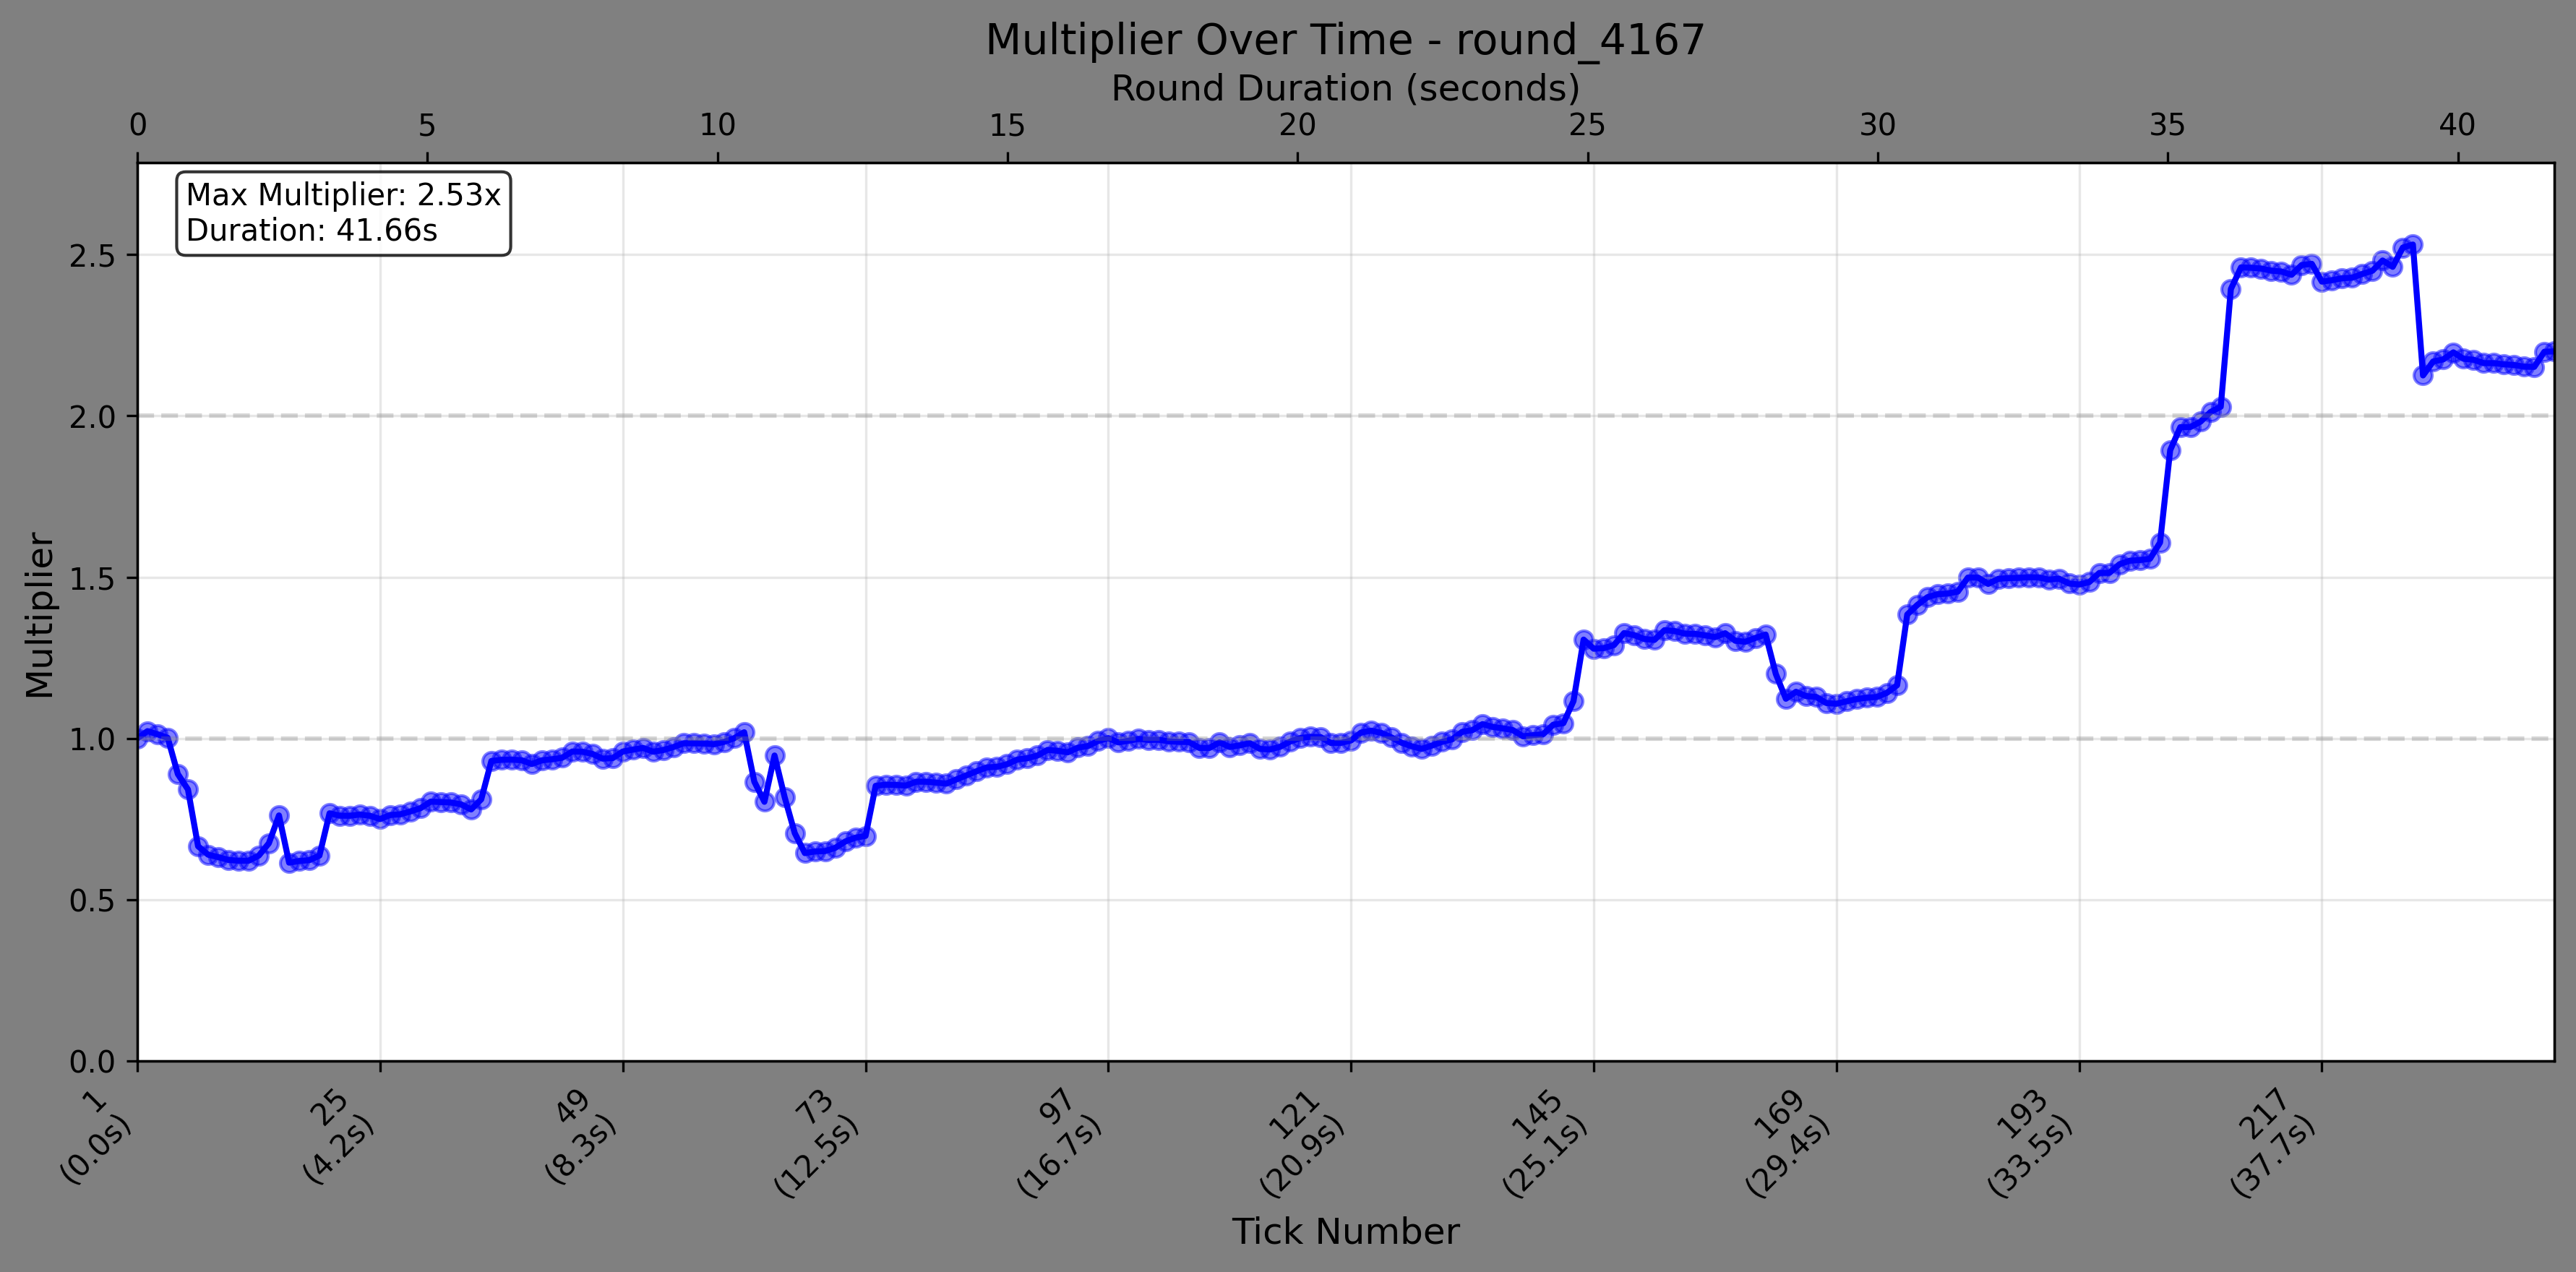 Multiplier Over Time - round_4167
Round Duration (seconds)
0 5 10 15 20 25 30 35 40
Max Multiplier: 2.53x
Duration: 41.66s
Multiplier
2.5
2.0
1.5
1.0
0.5
0.0
1
(0.0s)
25
(4.2s)
49
(8.3s)
73
(12.5s)
97
(16.7s)
121
(20.9s)
145
(25.1s)
169
(29.4s)
193
(33.5s)
217
(37.7s)
Tick Number